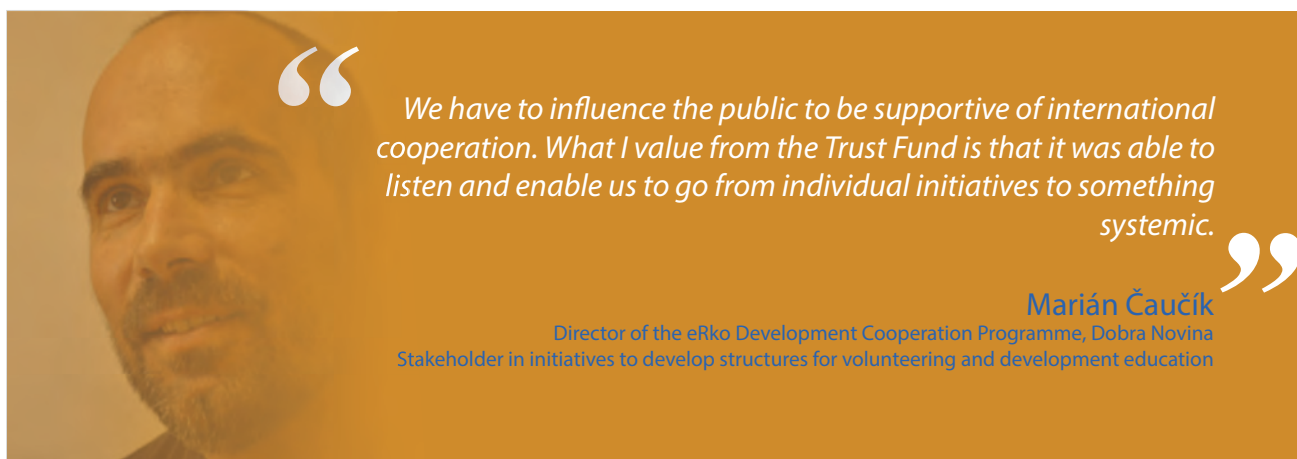 “
We have to influence the public to be supportive of international
cooperation. What I value from the Trust Fund is that it was able to
listen and enable us to go from individual initiatives to something
systemic.
”
Marián Čaučík
Director of the eRko Development Cooperation Programme, Dobra Novina
Stakeholder in initiatives to develop structures for volunteering and development education